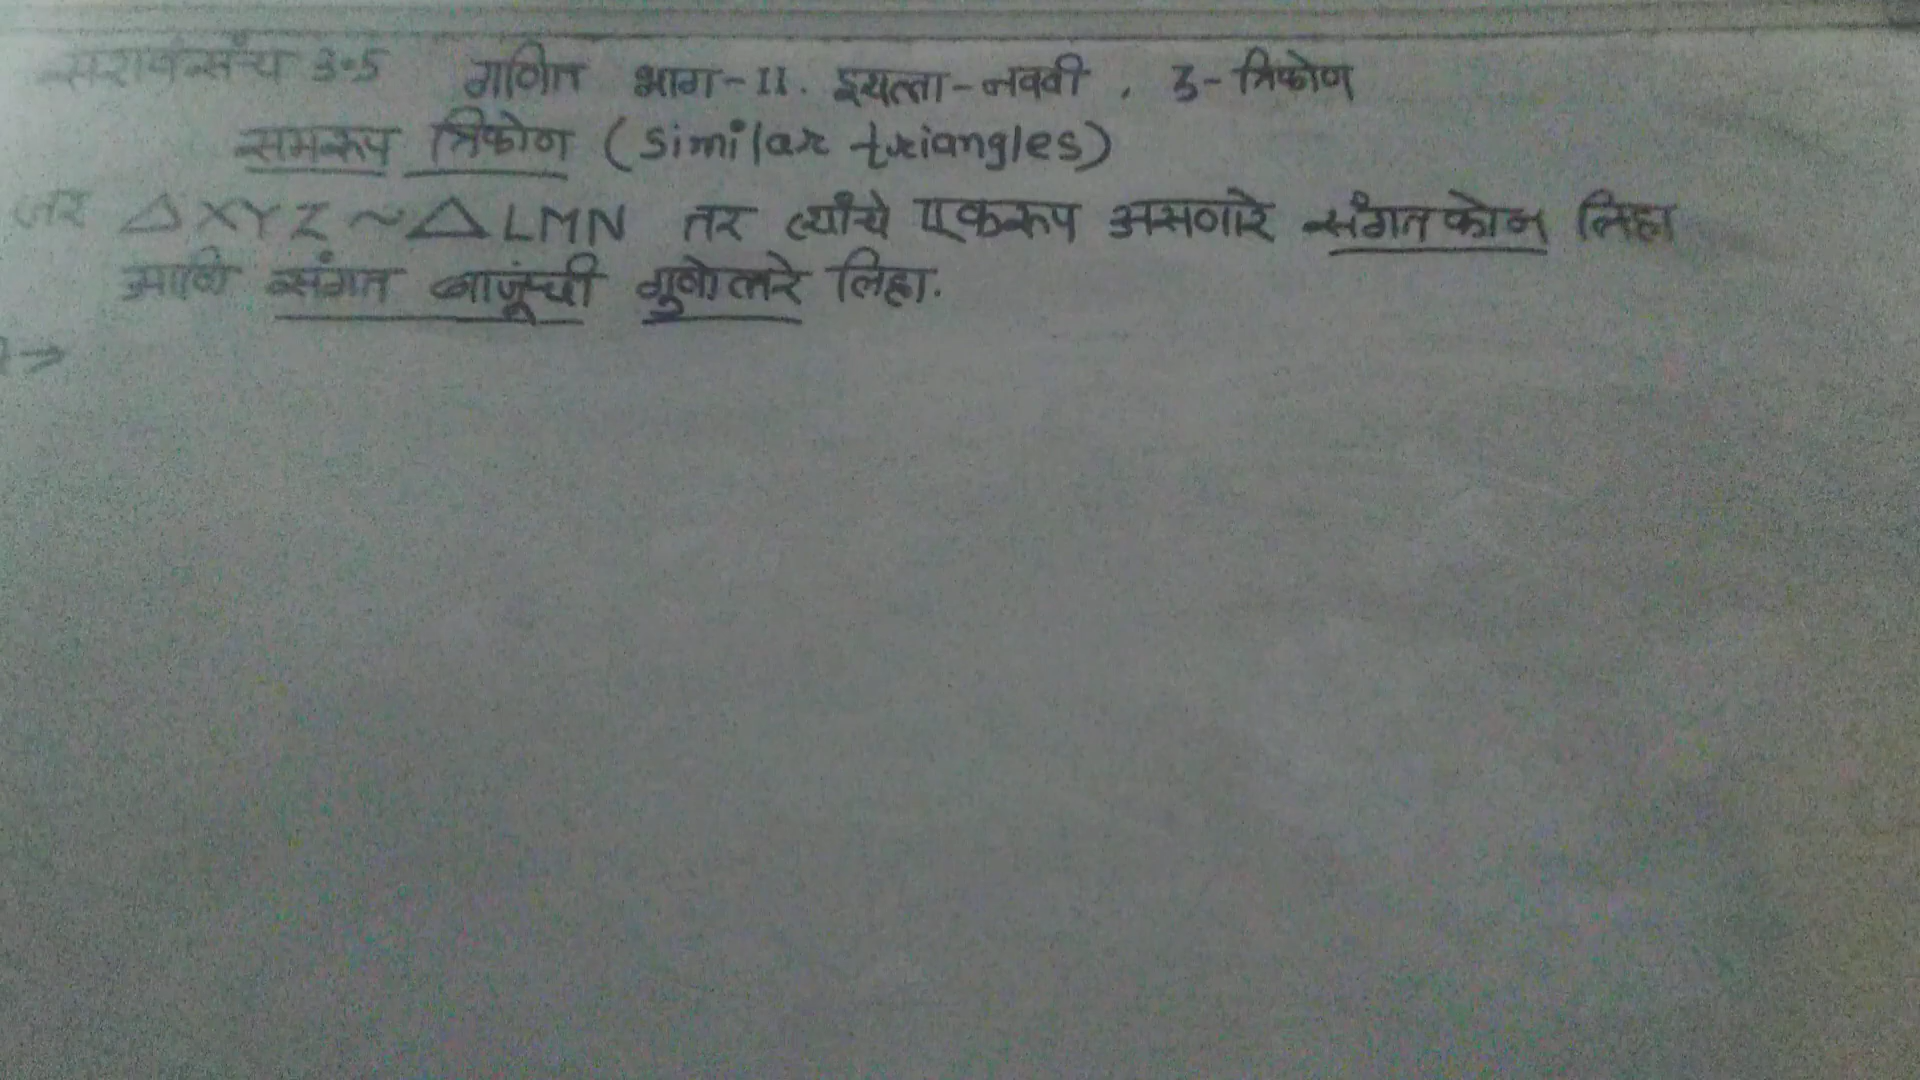 सरावसंच 3.5 गणित भाग-II. इयत्ता-नववी, 3-त्रिकोण
समरूप त्रिकोण (Similar triangles)
जर △XYZ ~ △LMN तर त्यांचे एकरूप असणारे संगत कोन लिहा
आणि संगत बाजूंची गुणोत्तरे लिहा.
→